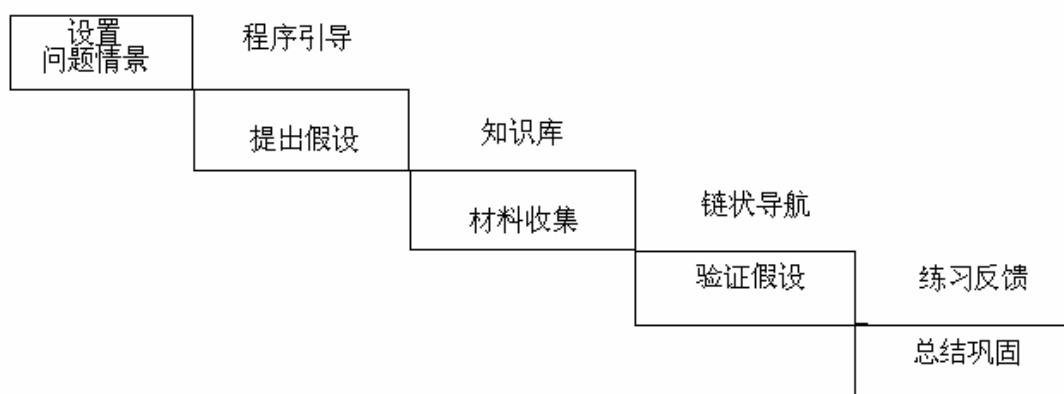 设置
问题情景
程序引导
提出假设
知识库
材料收集
链状导航
验证假设
练习反馈
总结巩固